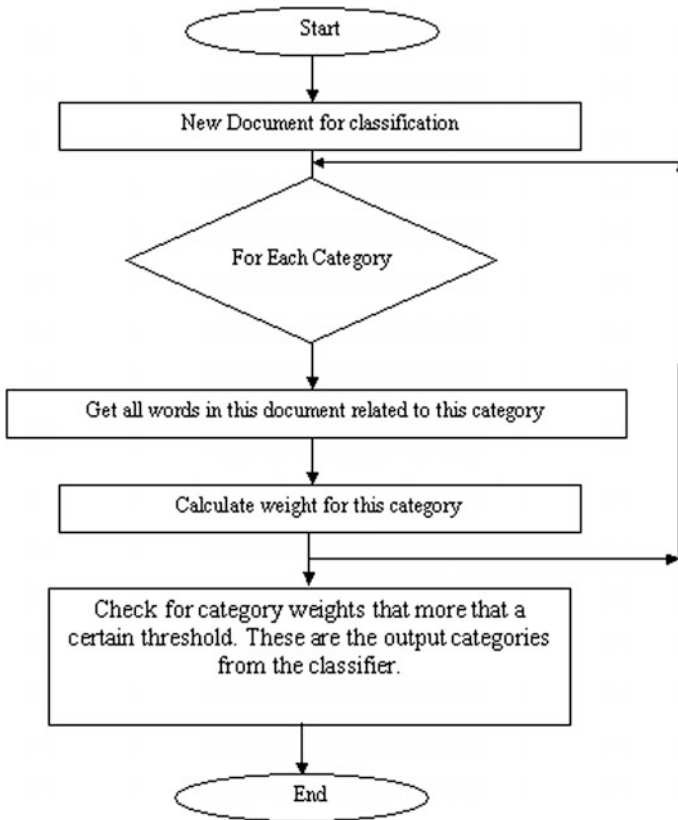 Start
New Document for classification
For Each Category
Get all words in this document related to this category
Calculate weight for this category
Check for category weights that more that a
certain threshold. These are the output categories
from the classifier.
End